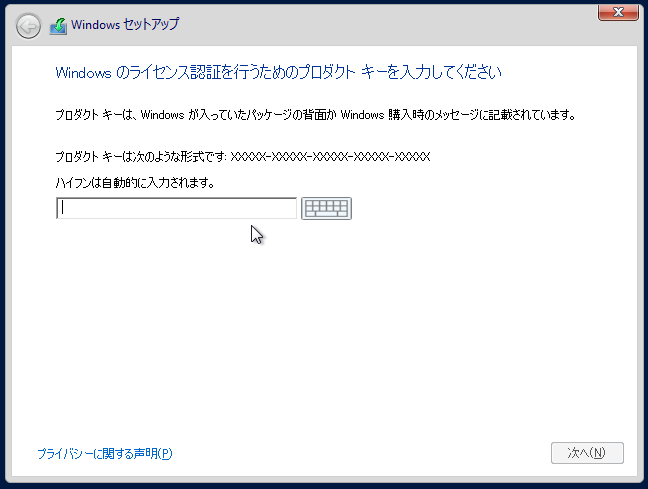 Windows セットアップ
Windows のライセンス認証を行うためのプロダクト キーを入力してください
プロダクト キーは、Windows が入っていたパッケージの背面か Windows 購入時のメッセージに記載されています。
プロダクト キーは次のような形式です: XXXXX-XXXXX-XXXXX-XXXXX-XXXXX
ハイフンは自動的に入力されます。
プライバシーに関する声明(P)
次へ(N)